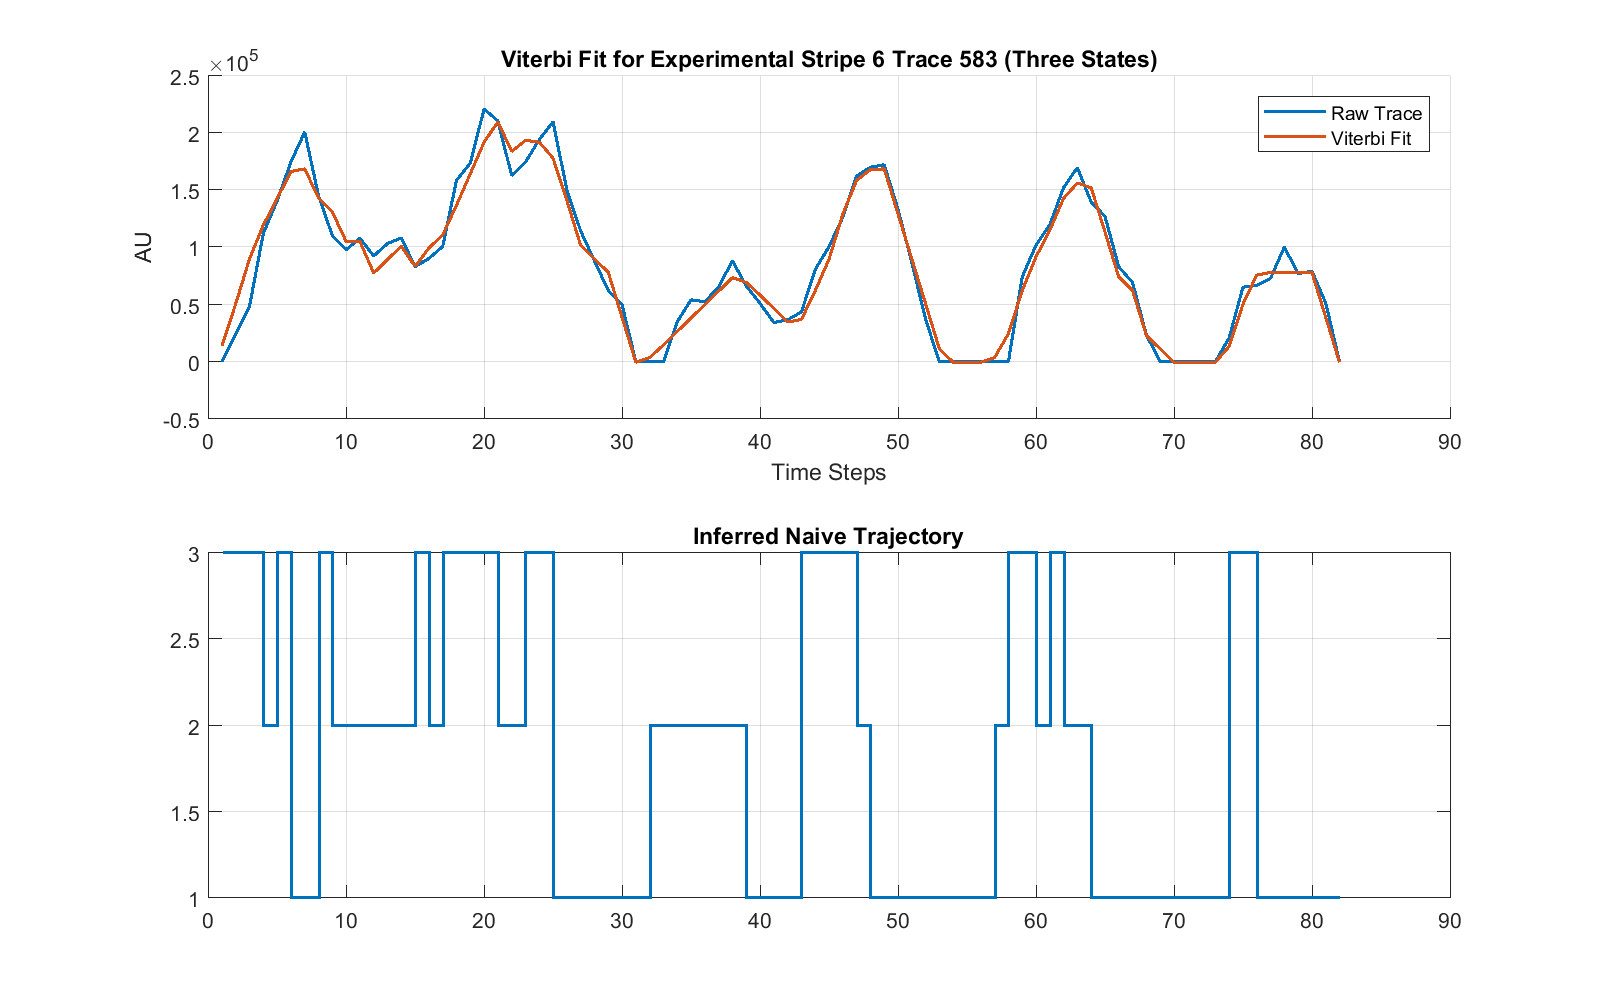 Viterbi Fit for Experimental Stripe 6 Trace 583 (Three States)
×10^5
2.5
2
1.5
1
0.5
0
-0.5
AU
Raw Trace
Viterbi Fit
0 10 20 30 40 50 60 70 80 90
Time Steps
Inferred Naive Trajectory
3
2.5
2
1.5
1
0 10 20 30 40 50 60 70 80 90